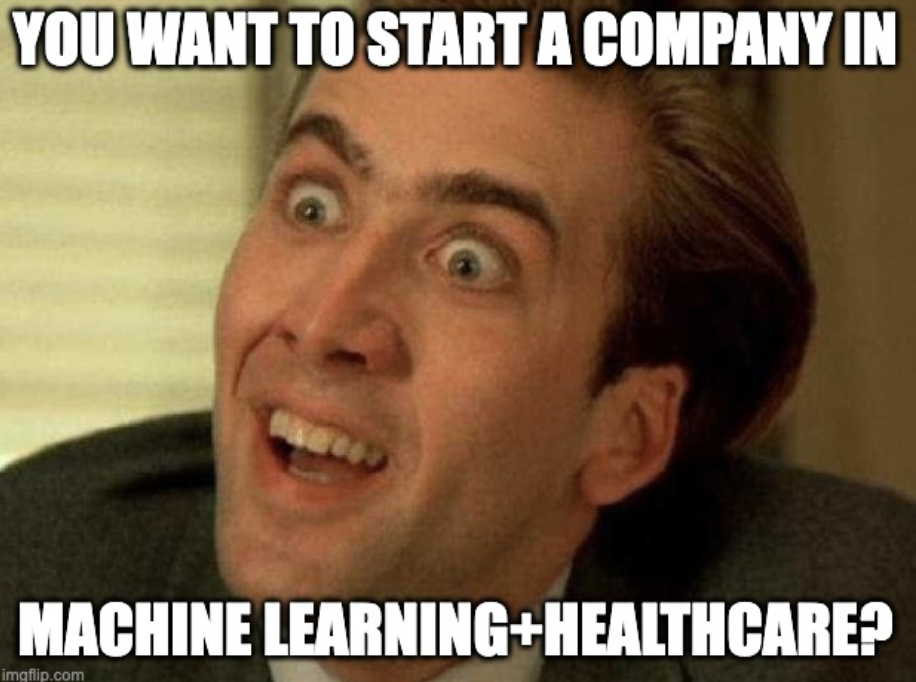 YOU WANT TO START A COMPANY IN
MACHINE LEARNING+HEALTHCARE?
imgflip.com